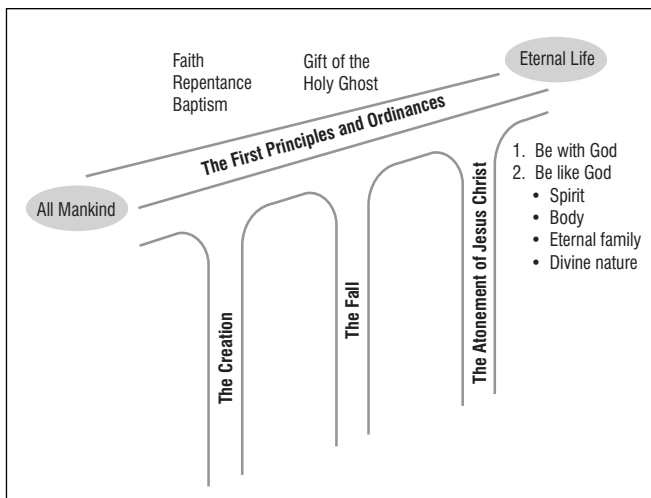 Faith
Repentance
Baptism
Gift of the
Holy Ghost
Eternal Life
The First Principles and Ordinances
All Mankind
1. Be with God
2. Be like God
• Spirit
• Body
• Eternal family
• Divine nature
The Creation
The Fall
The Atonement of Jesus Christ